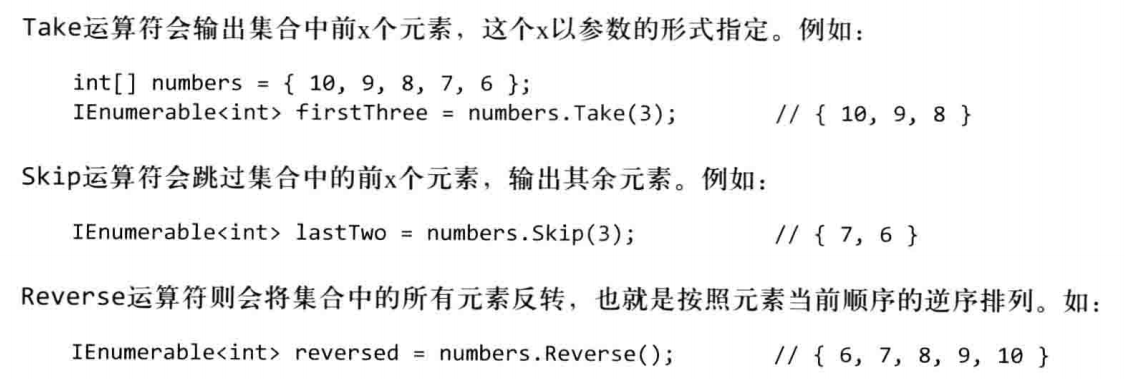 Take运算符会输出集合中前x个元素，这个x以参数的形式指定。例如：
int[] numbers = { 10, 9, 8, 7, 6 };
IEnumerable<int> firstThree = numbers.Take(3);        // { 10, 9, 8 }
Skip运算符会跳过集合中的前x个元素，输出其余元素。例如：
IEnumerable<int> lastTwo = numbers.Skip(3);           // { 7, 6 }
Reverse运算符则会将集合中的所有元素反转，也就是按照元素当前顺序的逆序排列。如：
IEnumerable<int> reversed = numbers.Reverse();        // { 6, 7, 8, 9, 10 }